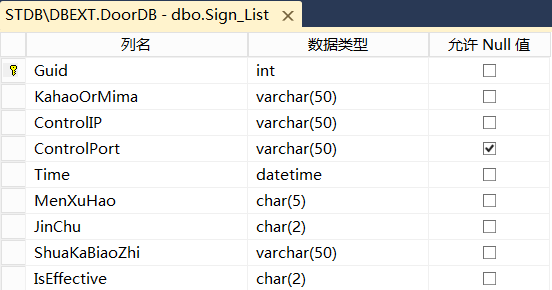 STDB\DBEXT.DoorDB - dbo.Sign_List
列名 数据类型 允许 Null 值
Guid int
KahaoOrMima varchar(50)
ControlIP varchar(50)
ControlPort varchar(50)
Time datetime
MenXuHao char(5)
JinChu char(2)
ShuaKaBiaoZhi varchar(50)
IsEffective char(2)